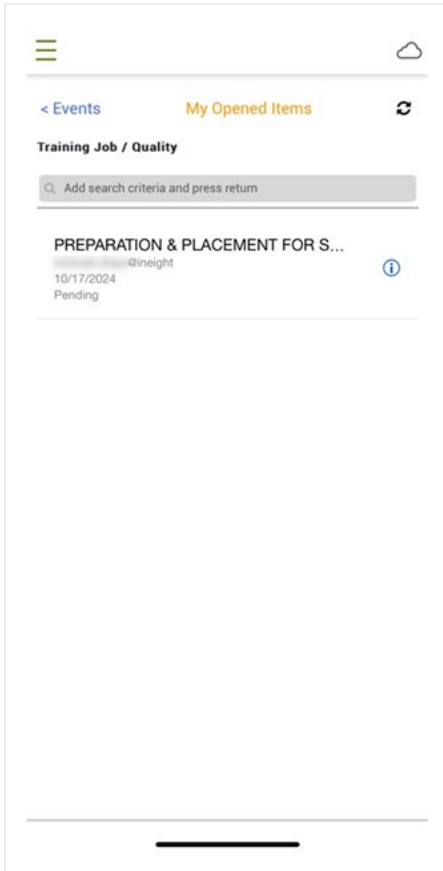 < Events My Opened Items
Training Job / Quality
Add search criteria and press return
PREPARATION & PLACEMENT FOR S...
@ineight
10/17/2024
Pending